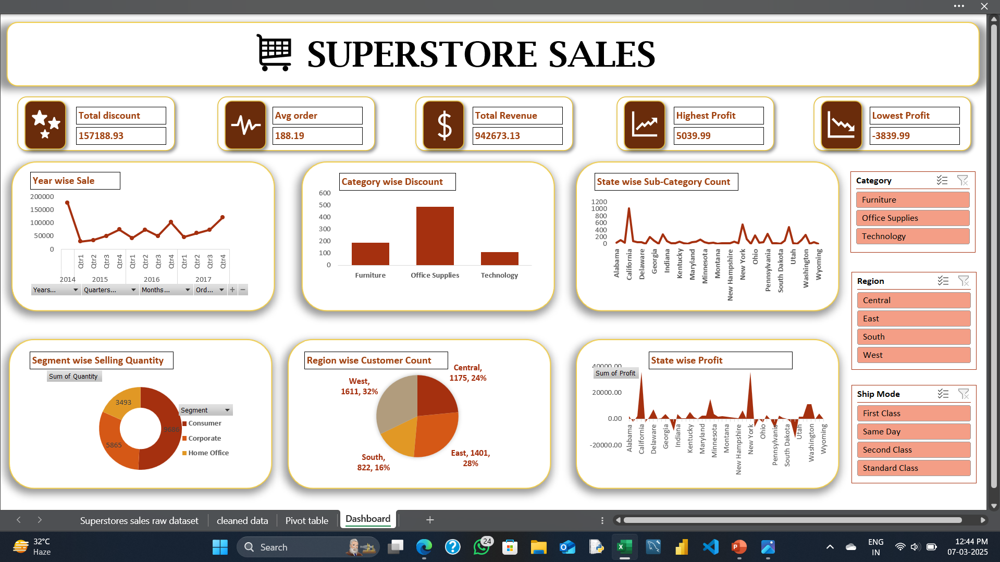 SUPERSTORE SALES
Total discount
157188.93
Avg order
188.19
Total Revenue
942673.13
Highest Profit
5039.99
Lowest Profit
-3839.99
Year wise Sale
200000
150000
100000
50000
0
Qtr1 Qtr2 Qtr3 Qtr4 Qtr1 Qtr2 Qtr3 Qtr4 Qtr1 Qtr2 Qtr3 Qtr4
2014 2015 2016 2017
Years... Quarters... Months... Ord... + −
Category wise Discount
600
500
400
300
200
100
0
Furniture Office Supplies Technology
State wise Sub-Category Count
1200
1000
800
600
400
200
0
Alabama California Delaware Georgia Indiana Kentucky Maryland Minnesota Montana New Hampshire New York Ohio Pennsylvania South Dakota Utah Washington Wyoming
Category
Furniture
Office Supplies
Technology
Region
Central
East
South
West
Ship Mode
First Class
Same Day
Second Class
Standard Class
Segment wise Selling Quantity
Sum of Quantity
3493
9686
5865
Segment
Consumer
Corporate
Home Office
Region wise Customer Count
Central,
1175, 24%
West,
1611, 32%
East, 1401,
28%
South,
822, 16%
State wise Profit
40000.00
Sum of Profit
20000.00
0.00
-20000.00
Alabama California Delaware Georgia Indiana Kentucky Maryland Minnesota Montana New Hampshire New York Ohio Pennsylvania South Dakota Utah Washington Wyoming
Superstores sales raw dataset cleaned data Pivot table Dashboard
32°C
Haze
Search
24
ENG
IN
12:44 PM
07-03-2025